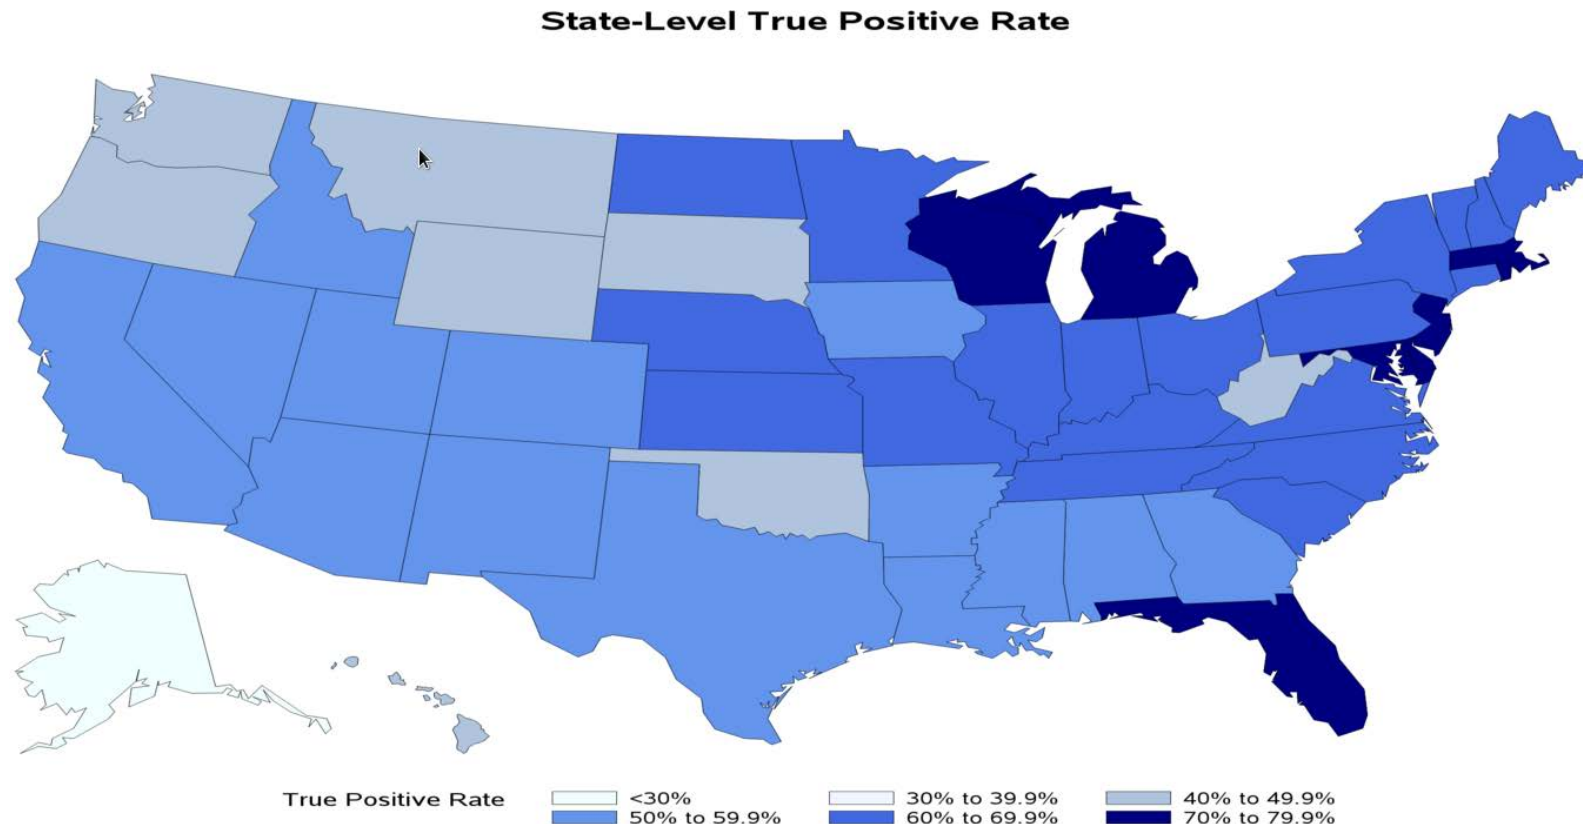 State-Level True Positive Rate
True Positive Rate
<30%
30% to 39.9%
40% to 49.9%
50% to 59.9%
60% to 69.9%
70% to 79.9%